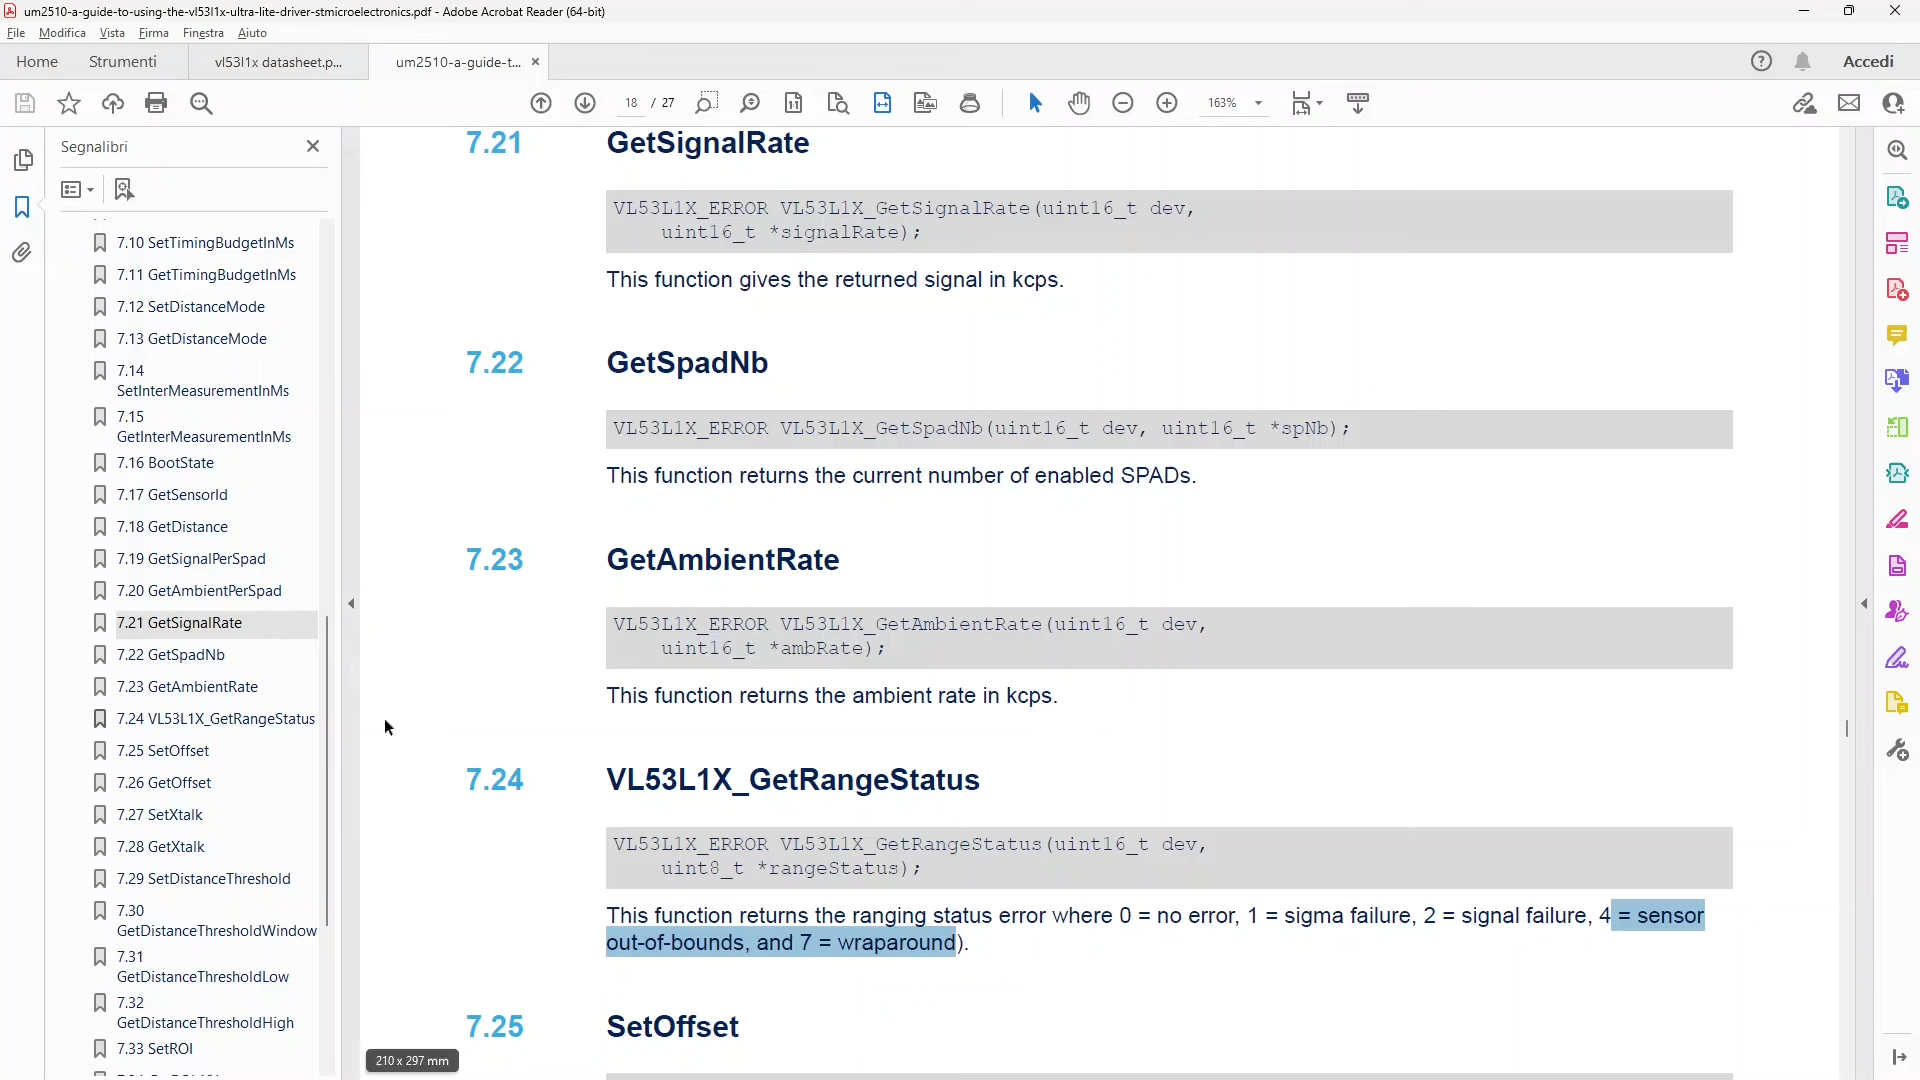 um2510-a-guide-to-using-the-vl53l1x-ultra-lite-driver-stmicroelectronics.pdf - Adobe Acrobat Reader (64-bit)
File Modifica Vista Firma Finestra Aiuto
Home Strumenti vl53l1x datasheet.p... um2510-a-guide-t... Accedi
18 / 27 163%
Segnalibri
7.10 SetTimingBudgetInMs
7.11 GetTimingBudgetInMs
7.12 SetDistanceMode
7.13 GetDistanceMode
7.14
SetInterMeasurementInMs
7.15
GetInterMeasurementInMs
7.16 BootState
7.17 GetSensorId
7.18 GetDistance
7.19 GetSignalPerSpad
7.20 GetAmbientPerSpad
7.21 GetSignalRate
7.22 GetSpadNb
7.23 GetAmbientRate
7.24 VL53L1X_GetRangeStatus
7.25 SetOffset
7.26 GetOffset
7.27 SetXtalk
7.28 GetXtalk
7.29 SetDistanceThreshold
7.30
GetDistanceThresholdWindow
7.31
GetDistanceThresholdLow
7.32
GetDistanceThresholdHigh
7.33 SetROI
7.21 GetSignalRate
VL53L1X_ERROR VL53L1X_GetSignalRate(uint16_t dev,
uint16_t *signalRate);
This function gives the returned signal in kcps.
7.22 GetSpadNb
VL53L1X_ERROR VL53L1X_GetSpadNb(uint16_t dev, uint16_t *spNb);
This function returns the current number of enabled SPADs.
7.23 GetAmbientRate
VL53L1X_ERROR VL53L1X_GetAmbientRate(uint16_t dev,
uint16_t *ambRate);
This function returns the ambient rate in kcps.
7.24 VL53L1X_GetRangeStatus
VL53L1X_ERROR VL53L1X_GetRangeStatus(uint16_t dev,
uint8_t *rangeStatus);
This function returns the ranging status error where 0 = no error, 1 = sigma failure, 2 = signal failure, 4 = sensor
out-of-bounds, and 7 = wraparound).
7.25 SetOffset
210 x 297 mm